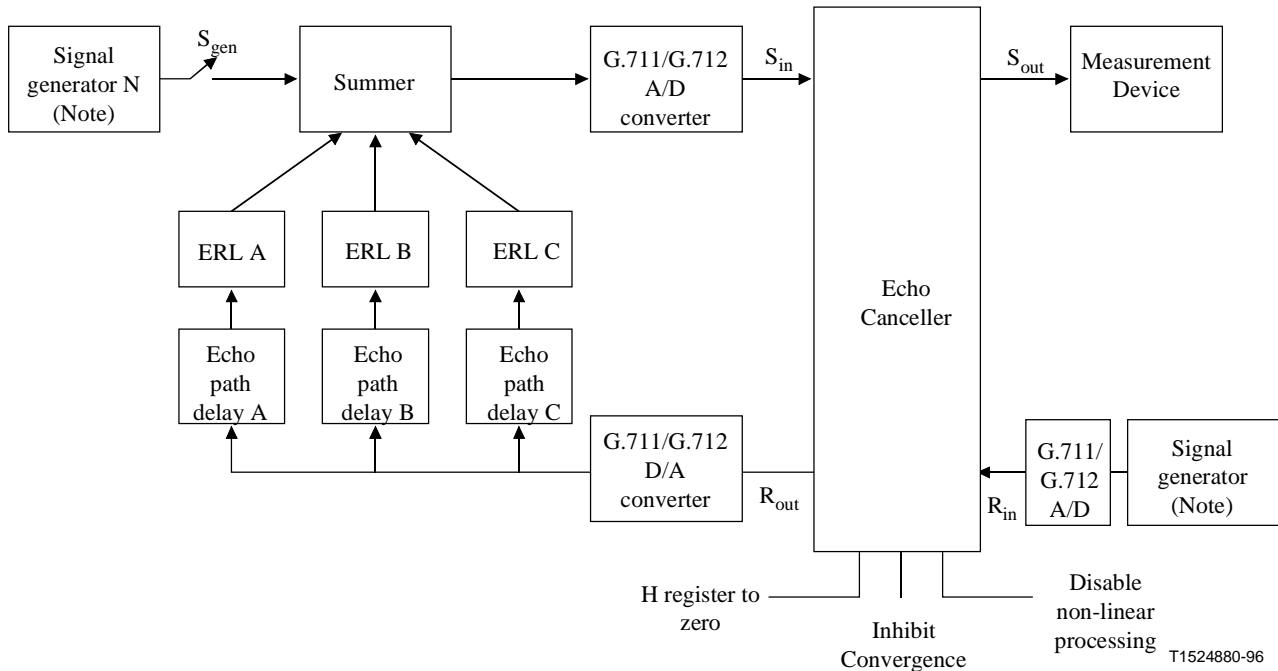 Signal
generator N
(Note)
Sgen
Summer
G.711/G.712
A/D
converter
Sin
Sout
Measurement
Device
ERL A
ERL B
ERL C
Echo
Canceller
Echo
path
delay A
Echo
path
delay B
Echo
path
delay C
G.711/G.712
D/A
converter
Rout
Rin
G.711/
G.712
A/D
Signal
generator
(Note)
H register to
zero
Inhibit
Convergence
Disable
non-linear
processing
T1524880-96